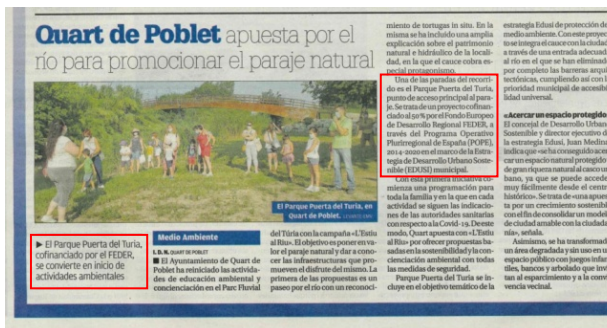 Quart de Poblet apuesta por el
río para promocionar el paraje natural
El Parque Puerta del Turia, en
Quart de Poblet.
▶ El Parque Puerta del Turia,
cofinanciado por el FEDER,
se convierte en inicio de
actividades ambientales
Medio Ambiente
L.D.N. QUART DE POBLET
■ El Ayuntamiento de Quart de
Poblet ha reiniciado las activida-
des de educación ambiental y
concienciación en el Parc Fluvial
del Túria con la campaña «L'Estiu
al Riu». El objetivo es poner en va-
lor el paraje natural y dar a cono-
cer las infraestructuras que pro-
mueven el disfrute del mismo. La
primera de las propuestas es un
paseo por el río con un reconoci-
miento de tortugas in situ. En la
misma se ha incluido una amplia
explicación sobre el patrimonio
natural e hidráulico de la locali-
dad, en la que el cauce cobra es-
pecial protagonismo.
Una de las paradas del recorri-
do es el Parque Puerta del Turia,
punto de acceso principal al para-
je. Se trata de un proyecto cofinan-
ciado al 50% por el Fondo Europeo
de Desarrollo Regional FEDER, a
través del Programa Operativo
Plurirregional de España (POPE),
2014-2020 en el marco de la Estra-
tegia de Desarrollo Urbano Soste-
nible (EDUSI) municipal.
Con esta primera iniciativa co-
mienza una programación para
toda la familia y en la que en cada
actividad se siguen las indicacio-
nes de las autoridades sanitarias
con respecto a la Covid-19. De este
modo, Quart apuesta con «L'Estiu
al Riu» por ofrecer propuestas ba-
sadas en la sostenibilidad y la con-
cienciación ambiental con todas
las medidas de seguridad.
Parque Puerta del Turia se in-
cluye en el objetivo temático de la
estrategia Edusi de protección de
medio ambiente. Con este proyec-
to se integra el cauce con la ciudad
a través de una entrada adecuada
al río en el que se han eliminado
por completo las barreras arqui-
tectónicas, cumpliendo así con la
prioridad municipal de accesibi-
lidad universal.
«Acercar un espacio protegido»
El concejal de Desarrollo Urbano
Sostenible y director ejecutivo de
la estrategia Edusi, Juan Medina
indica que «se ha conseguido acer-
car un espacio natural protegido
de gran riqueza natural al casco ur-
bano, ya que se puede accede
muy fácilmente desde el centro
histórico». Se trata de «una apues-
ta por un crecimiento sostenible
con el fin de consolidar un modelo
de ciudad amable con la ciudada-
nía», señala.
Asimismo, se ha transformado
un área degradada y sin uso en un
espacio público con juegos infan-
tiles, bancos y arbolado que invi-
tan al esparcimiento y a la convi-
vencia vecinal.